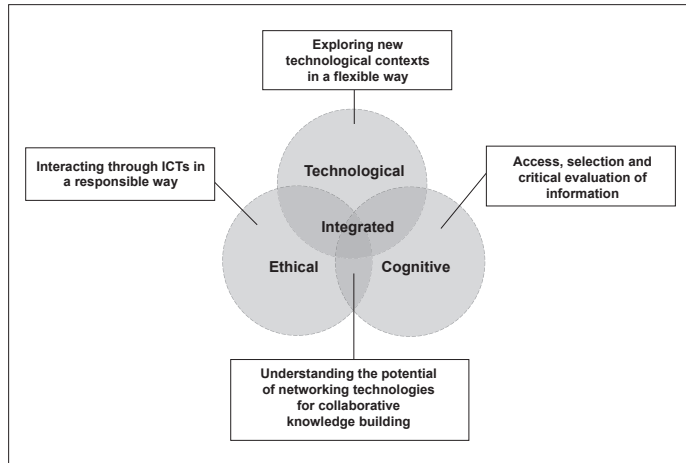 Exploring new
technological contexts
in a flexible way
Interacting through ICTs in
a responsible way
Technological
Access, selection and
critical evaluation of
information
Integrated
Ethical
Cognitive
Understanding the potential
of networking technologies
for collaborative
knowledge building